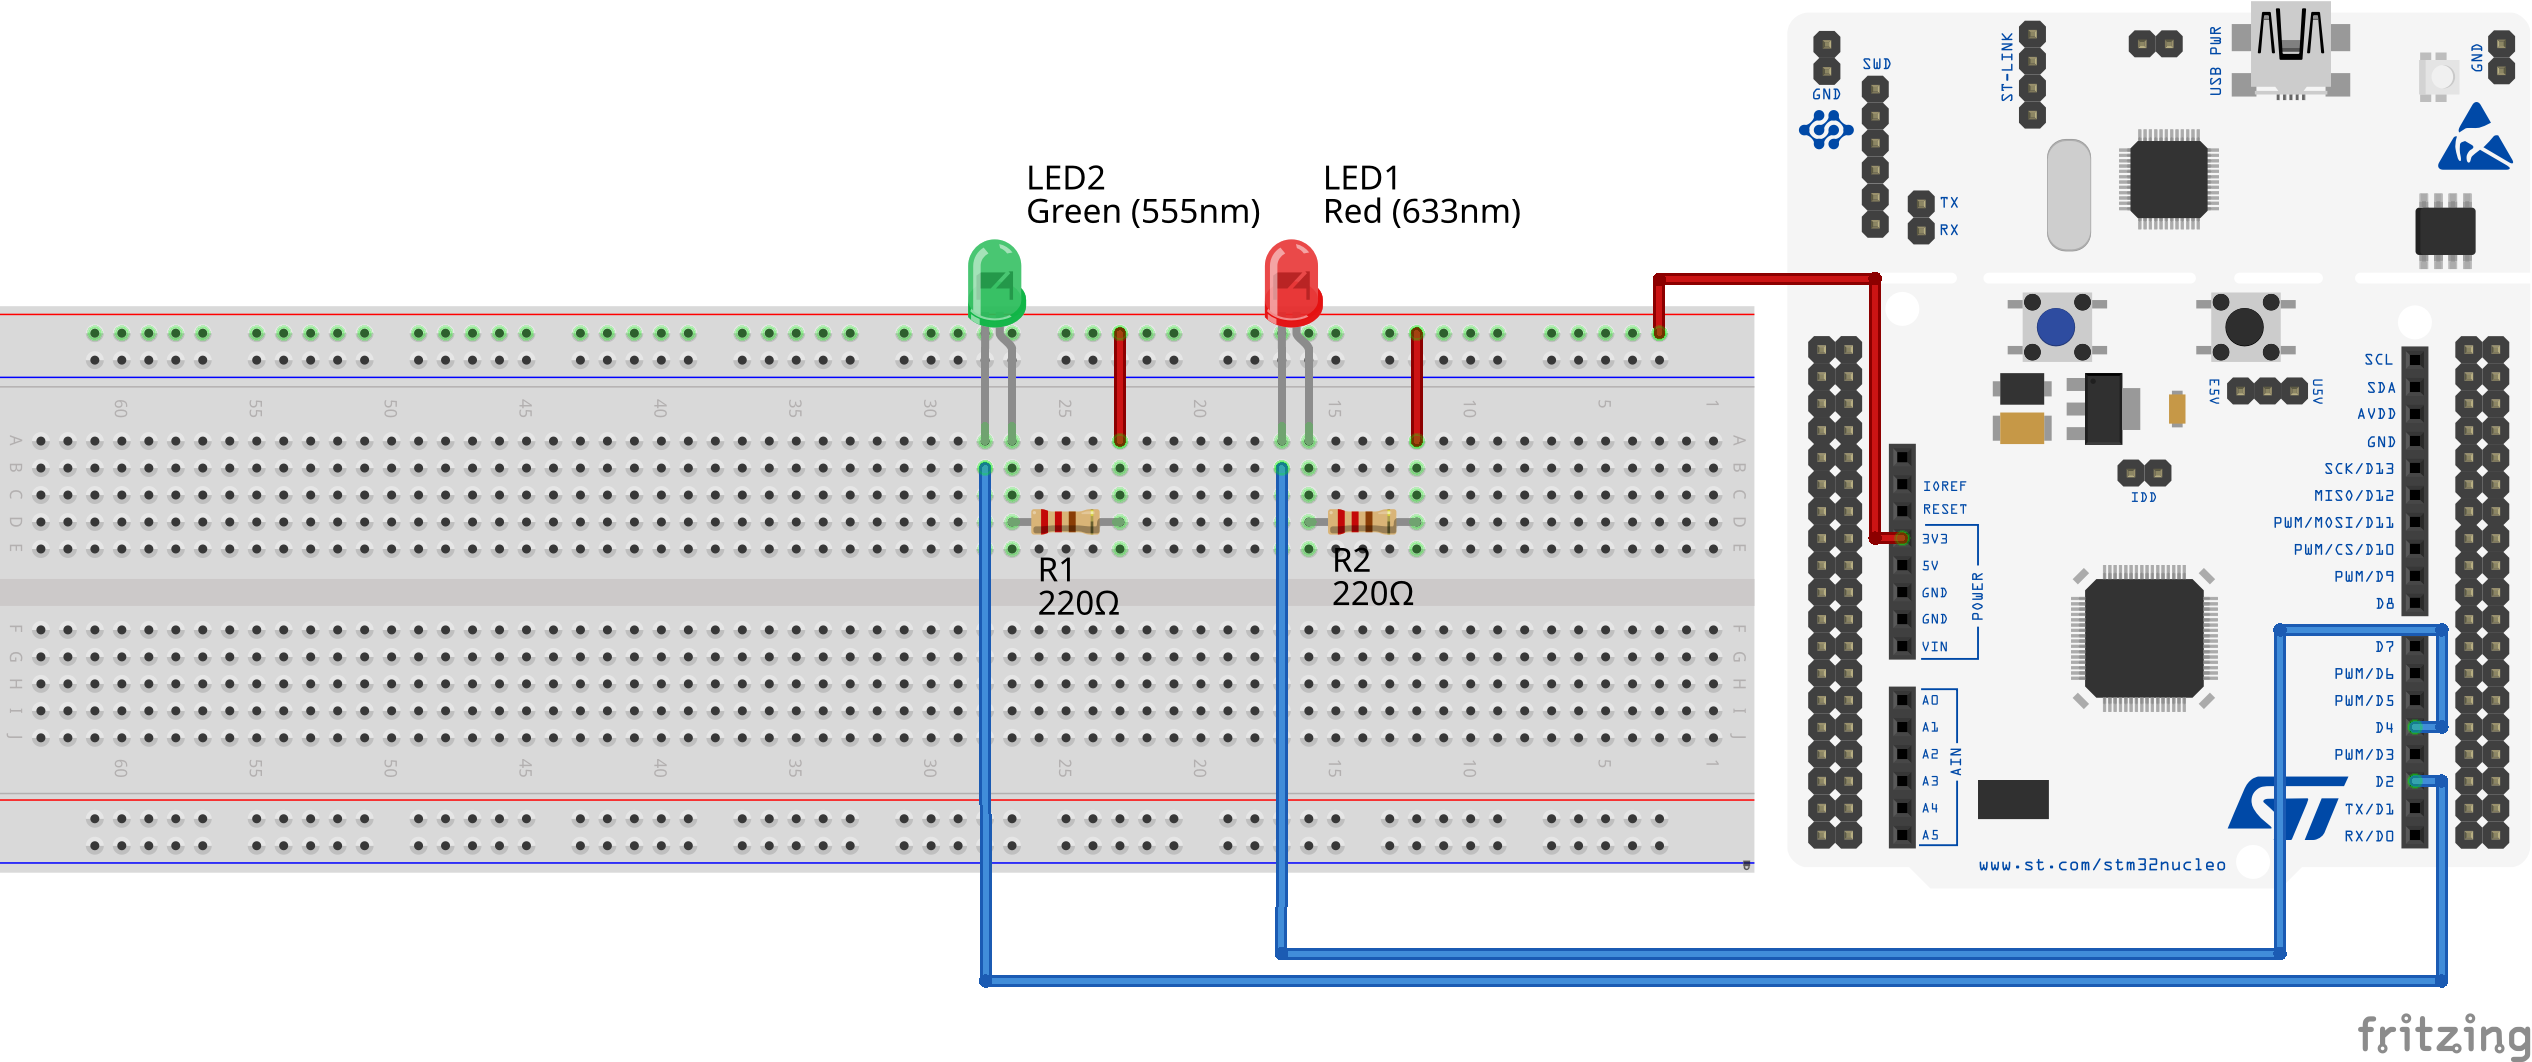 LED2
Green (555nm)
LED1
Red (633nm)
GND
SWD
TX
RX
ST-LINK
USB PWR
GND
60 55 50 45 40 35 30 25 20 15 10 5 1
A A
B B
C C
D D
E E
R1
220Ω
R2
220Ω
F F
G G
H H
I I
J J
60 55 50 45 40 35 30 25 20 15 10 5 1
E5V
U5V
IDD
IOREF
RESET
3V3
5V
GND
GND
VIN
POWER
A0
A1
A2
A3
A4
A5
AIN
SCL
SDA
AVDD
GND
SCK/D13
MISO/D12
PWM/MOSI/D11
PWM/CS/D10
PWM/D9
D8
D7
PWM/D6
PWM/D5
D4
PWM/D3
D2
TX/D1
RX/D0
ST
www.st.com/stm32nucleo
fritzing